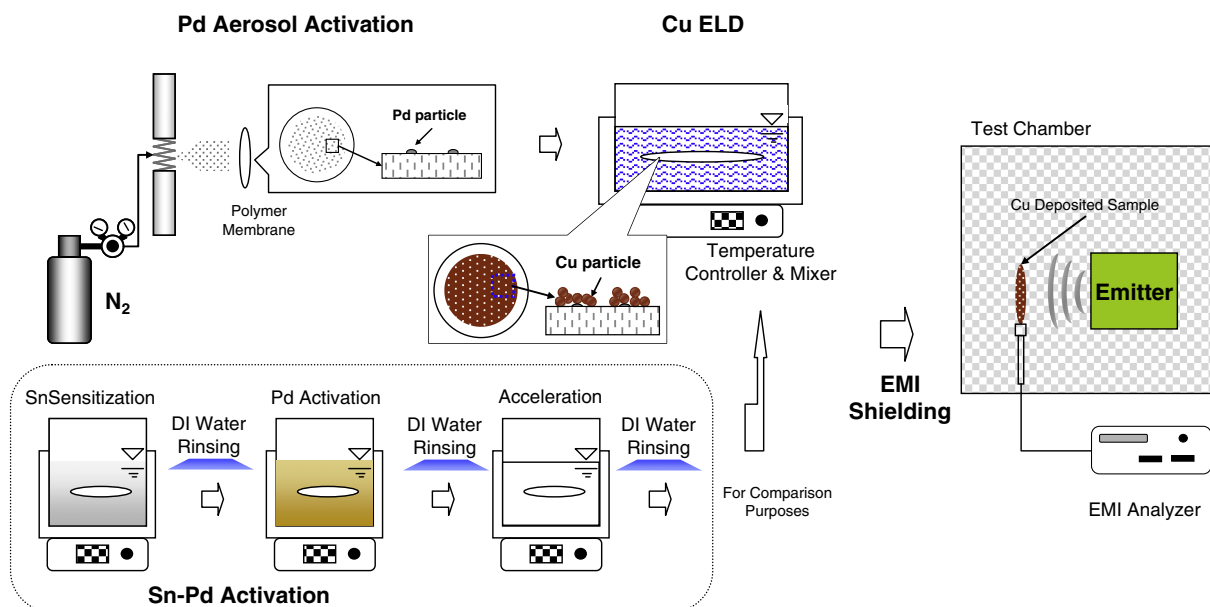 Pd Aerosol Activation
Cu ELD
Pd particle
Polymer
Membrane
N2
Cu particle
Temperature
Controller & Mixer
Test Chamber
Cu Deposited Sample
Emitter
EMI
Shielding
EMI Analyzer
SnSensitization
DI Water
Rinsing
Pd Activation
DI Water
Rinsing
Acceleration
DI Water
Rinsing
For Comparison
Purposes
Sn-Pd Activation